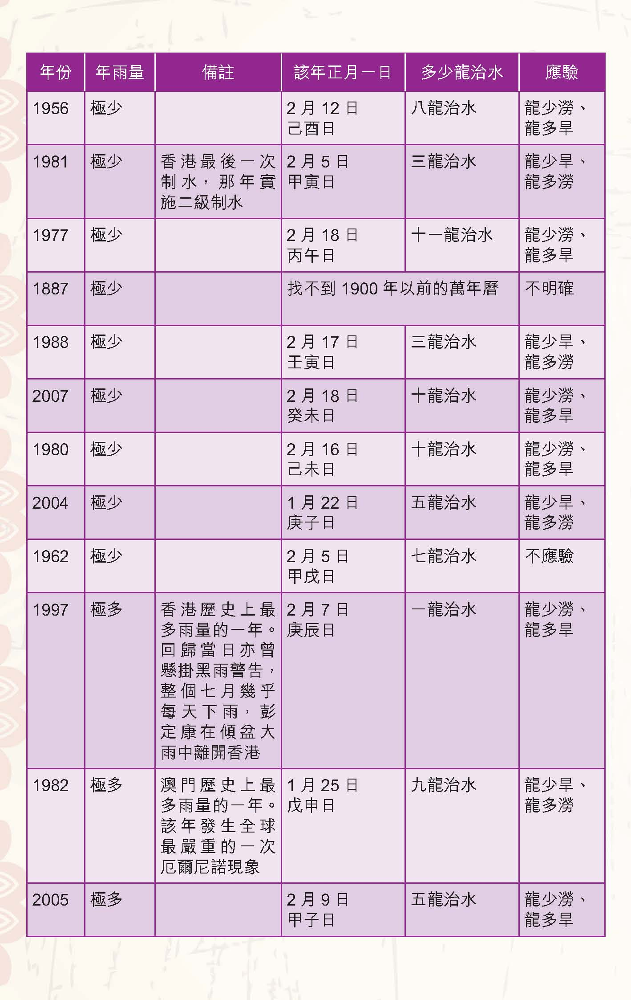 年份 年雨量 備註 該年正月一日 多少龍治水 應驗
1956 極少 2 月 12 日 八龍治水 龍少澇、
己酉日 龍多旱
1981 極少 香港最後一次 2 月 5 日 三龍治水 龍少旱、
制水，那年實 甲寅日 龍多澇
施二級制水
1977 極少 2 月 18 日 十一龍治水 龍少澇、
丙午日 龍多旱
1887 極少 找不到 1900 年以前的萬年曆 不明確
1988 極少 2 月 17 日 三龍治水 龍少旱、
壬寅日 龍多澇
2007 極少 2 月 18 日 十龍治水 龍少澇、
癸未日 龍多旱
1980 極少 2 月 16 日 十龍治水 龍少澇、
己未日 龍多旱
2004 極少 1 月 22 日 五龍治水 龍少旱、
庚子日 龍多澇
1962 極少 2 月 5 日 七龍治水 不應驗
甲戌日
1997 極多 香港歷史上最 2 月 7 日 一龍治水 龍少澇、
多雨量的一年。 庚辰日 龍多旱
回歸當日亦曾
懸掛黑雨警告，
整個七月幾乎
每天下雨，彭
定康在傾盆大
雨中離開香港
1982 極多 澳門歷史上最 1 月 25 日 九龍治水 龍少旱、
多雨量的一年。 戊申日 龍多澇
該年發生全球
最嚴重的一次
厄爾尼諾現象
2005 極多 2 月 9 日 五龍治水 龍少澇、
甲子日 龍多旱